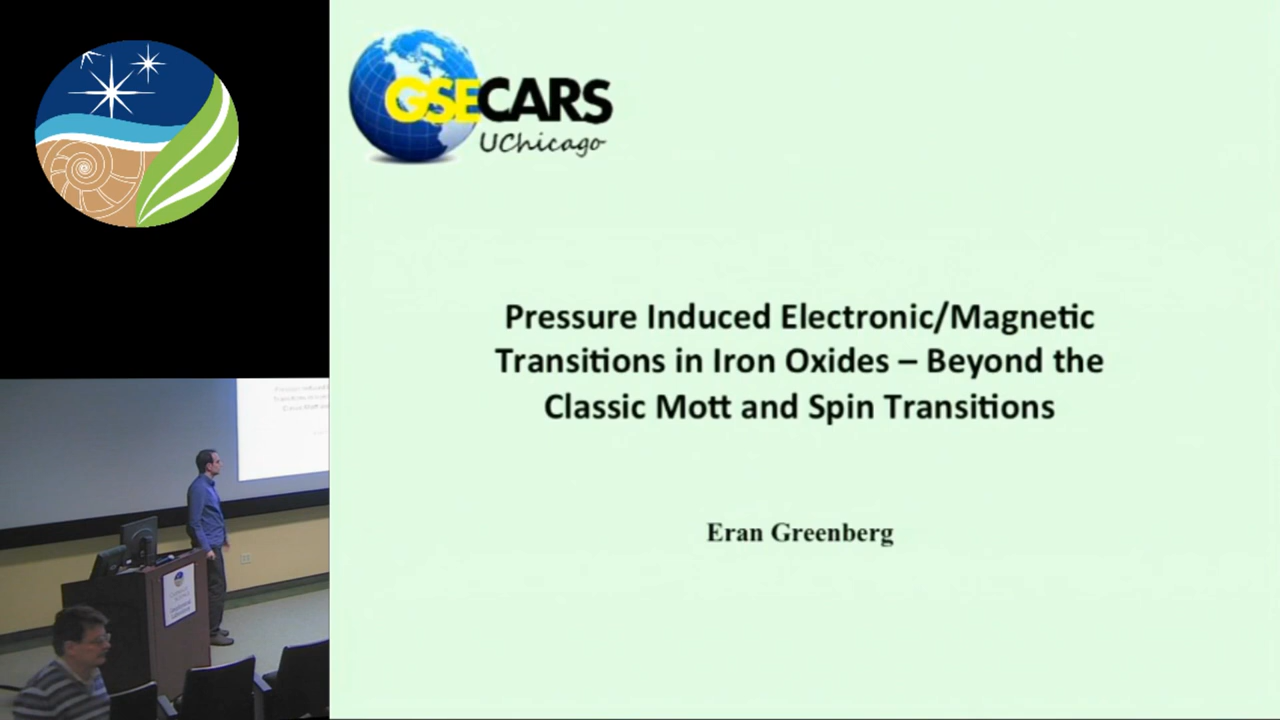 GSECARS
UChicago
Pressure Induced Electronic/Magnetic
Transitions in Iron Oxides – Beyond the
Classic Mott and Spin Transitions
Eran Greenberg